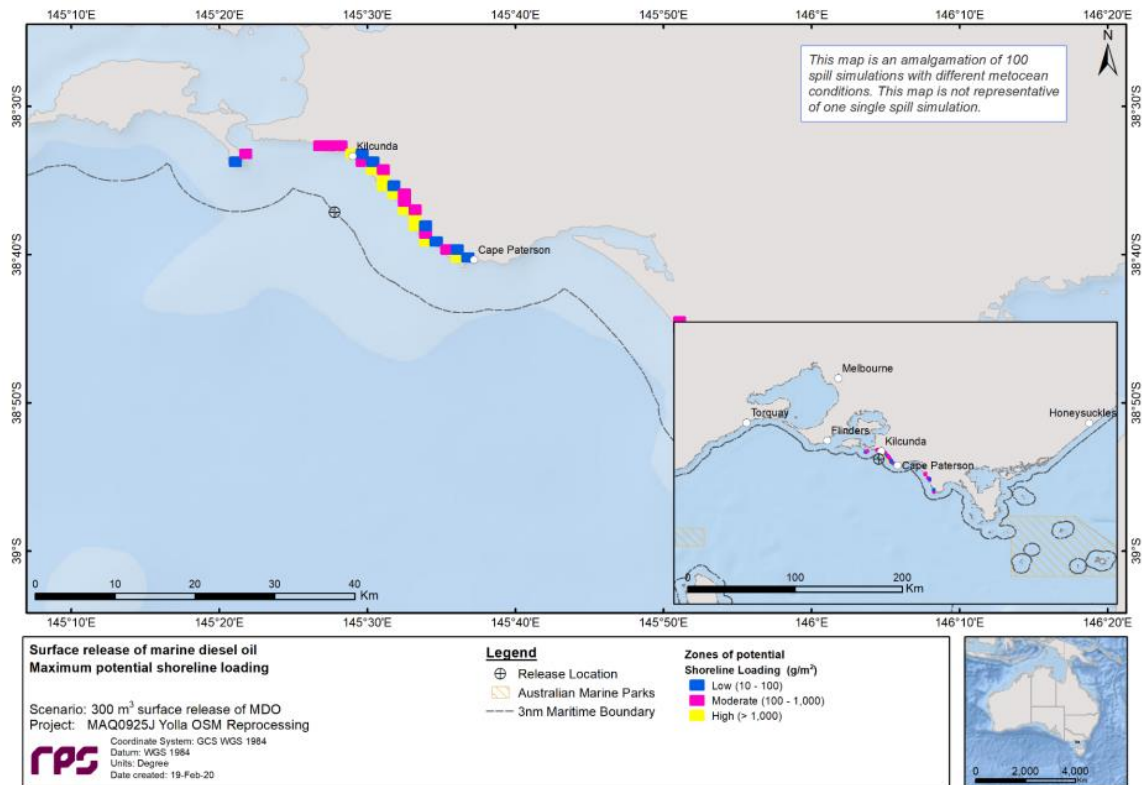 145°10'E 145°20'E 145°30'E 145°40'E 145°50'E 146°E 146°10'E 146°20'E
N
This map is an amalgamation of 100
spill simulations with different metocean
conditions. This map is not representative
of one single spill simulation.
38°30'S 38°30'S
Kilcunda
38°40'S 38°40'S
Cape Paterson
Melbourne
Torquay
Honeysuckles
Flinders
Kilcunda
Cape Paterson
38°50'S 38°50'S
39°S 39°S
0 100 200
Km
0 10 20 30 40
Km
145°10'E 145°20'E 145°30'E 145°40'E 145°50'E 146°E 146°10'E 146°20'E
Surface release of marine diesel oil
Maximum potential shoreline loading
Scenario: 300 m³ surface release of MDO
Project: MAQ0925J Yolla OSM Reprocessing
rps
Coordinate System: GCS WGS 1984
Datum: WGS 1984
Units: Degree
Date created: 19-Feb-20
Legend
Release Location
Australian Marine Parks
3nm Maritime Boundary
Zones of potential
Shoreline Loading (g/m²)
Low (10 - 100)
Moderate (100 - 1,000)
High (> 1,000)
0 2,000 4,000
Km